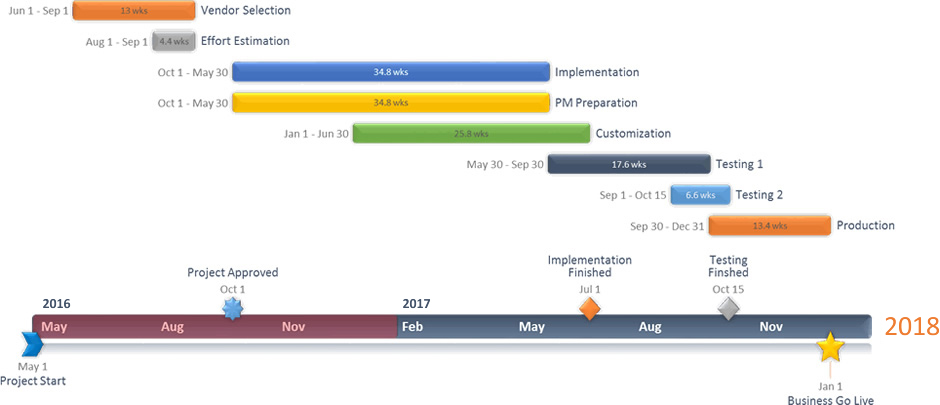 Jun 1 - Sep 1 13 wks Vendor Selection
Aug 1 - Sep 1 4.4 wks Effort Estimation
Oct 1 - May 30 34.8 wks Implementation
Oct 1 - May 30 34.8 wks PM Preparation
Jan 1 - Jun 30 25.8 wks Customization
May 30 - Sep 30 17.6 wks Testing 1
Sep 1 - Oct 15 6.6 wks Testing 2
Sep 30 - Dec 31 13.4 wks Production
Project Approved
Oct 1
Implementation
Finished
Jul 1
Testing
Finshed
Oct 15
2016 2017
May Aug Nov Feb May Aug Nov
2018
May 1
Project Start
Jan 1
Business Go Live